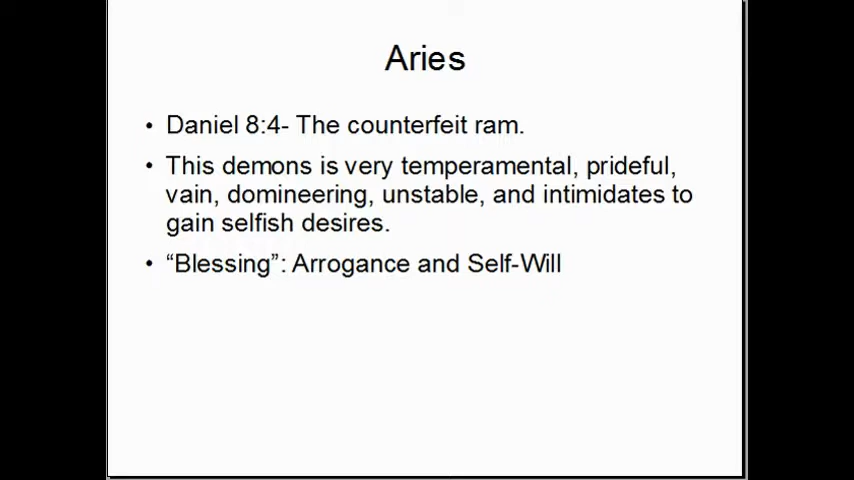 Aries
• Daniel 8:4- The counterfeit ram.
• This demons is very temperamental, prideful,
vain, domineering, unstable, and intimidates to
gain selfish desires.
• “Blessing”: Arrogance and Self-Will